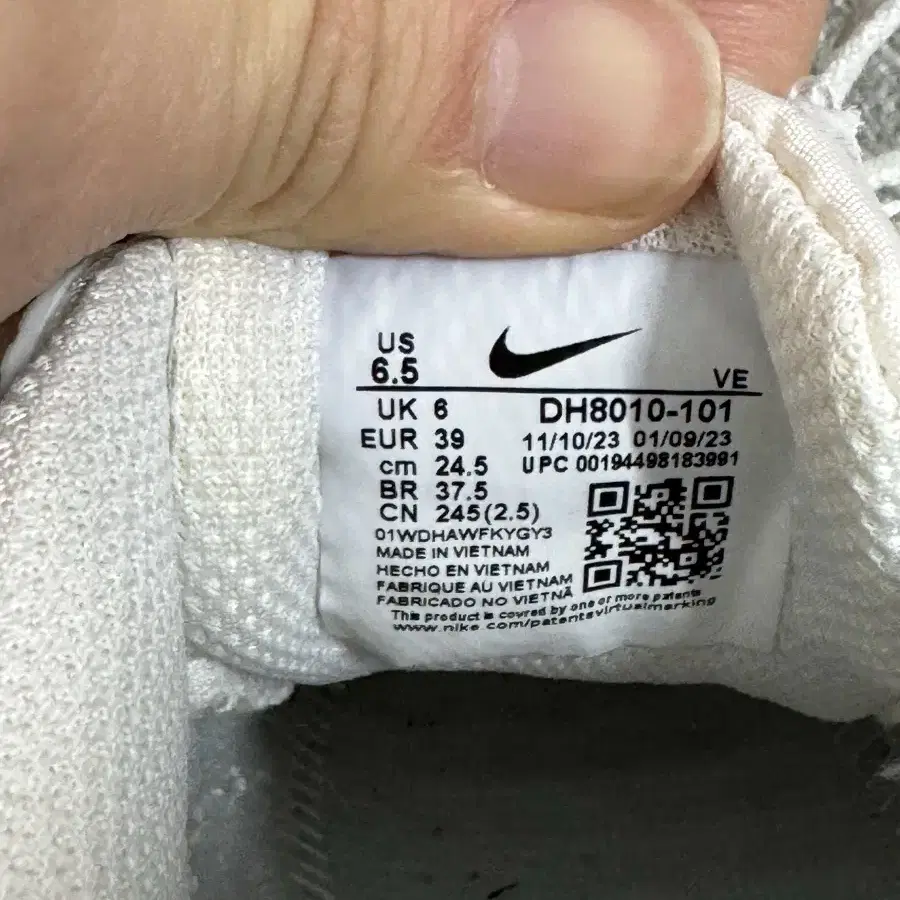 US
6.5
VE
UK 6
DH8010-101
EUR 39
11/10/23 01/09/23
cm 24.5
UPC 00194498183991
BR 37.5
CN 245(2.5)
01WDHAWFKYGY3
MADE IN VIETNAM
HECHO EN VIETNAM
FABRIQUE AU VIETNAM
FABRICADO NO VIETNÃ
This product is covred by one or more patents
www.nike com/patentsvirtualmarking